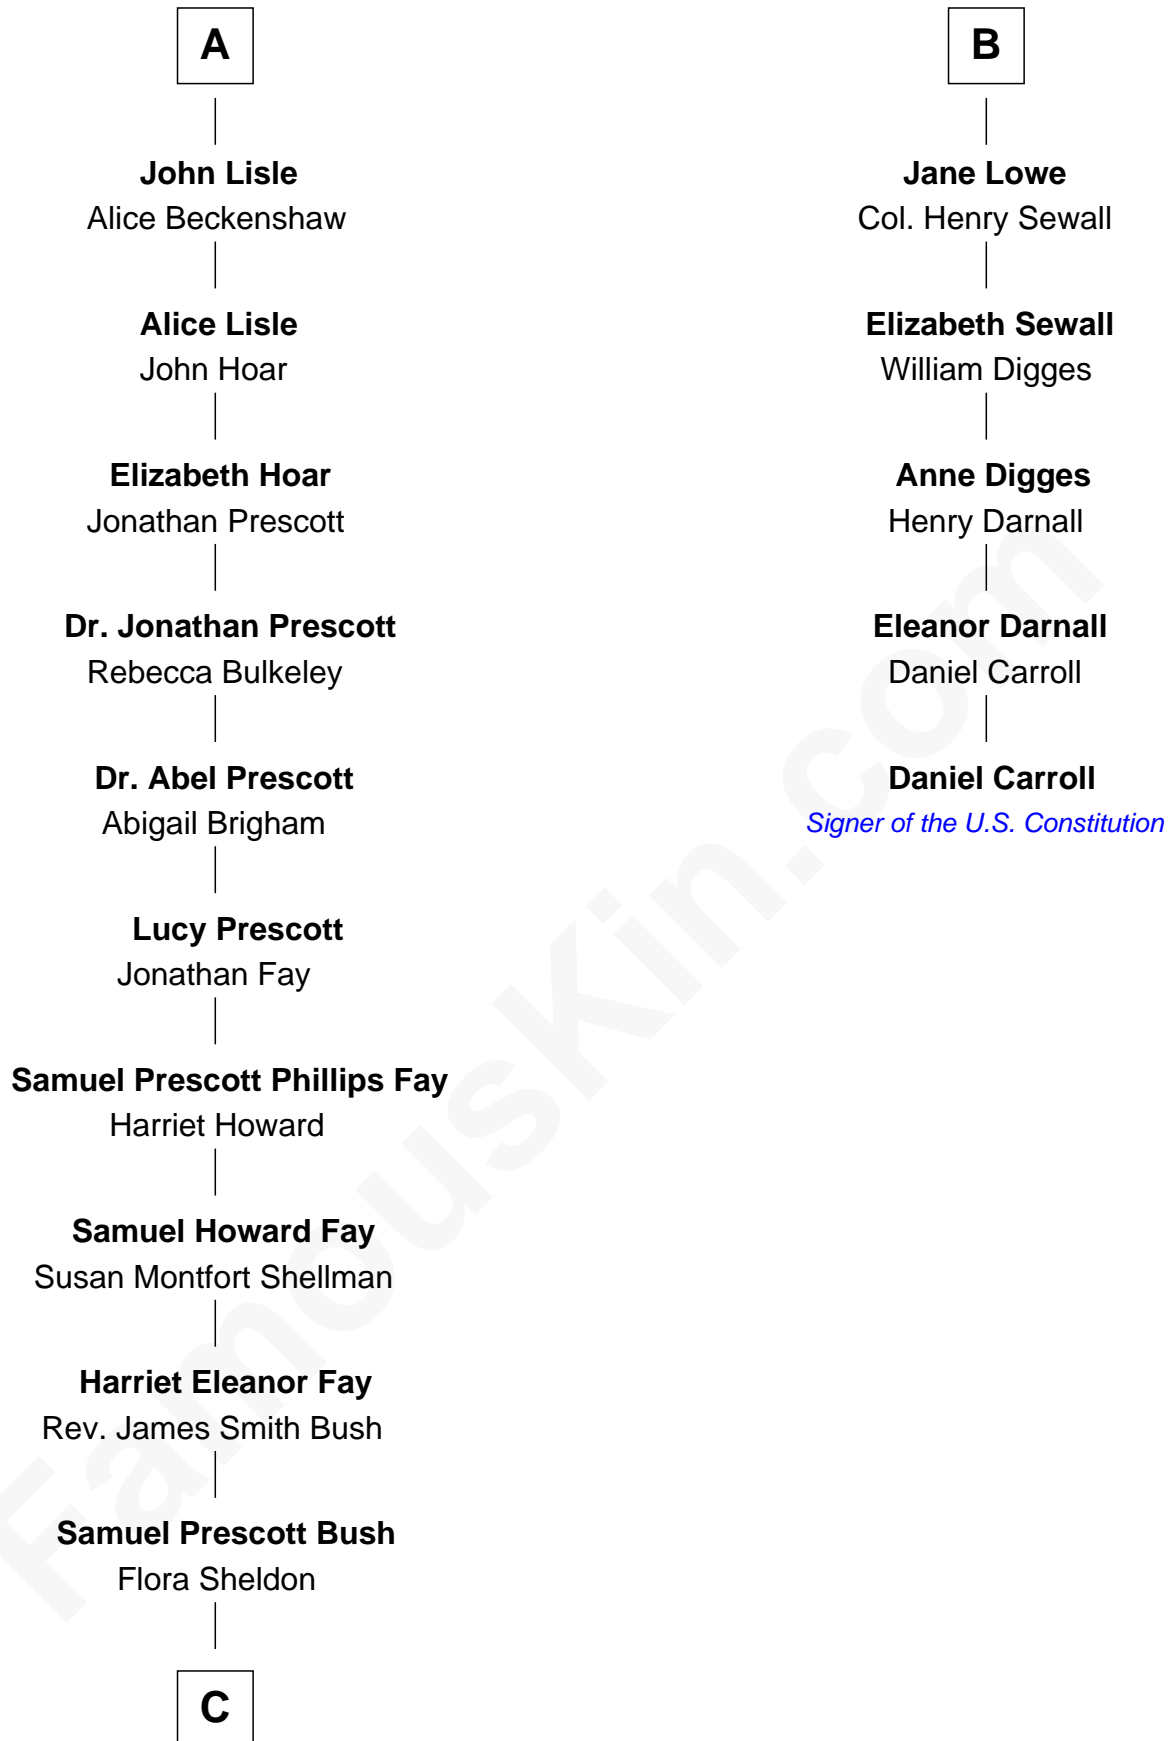 A
John Lisle
Alice Beckenshaw
Alice Lisle
John Hoar
Elizabeth Hoar
Jonathan Prescott
Dr. Jonathan Prescott
Rebecca Bulkeley
Dr. Abel Prescott
Abigail Brigham
Lucy Prescott
Jonathan Fay
Samuel Prescott Phillips Fay
Harriet Howard
Samuel Howard Fay
Susan Montfort Shellman
Harriet Eleanor Fay
Rev. James Smith Bush
Samuel Prescott Bush
Flora Sheldon
C
B
Jane Lowe
Col. Henry Sewall
Elizabeth Sewall
William Digges
Anne Digges
Henry Darnall
Eleanor Darnall
Daniel Carroll
Daniel Carroll
Signer of the U.S. Constitution
FamousKin.com